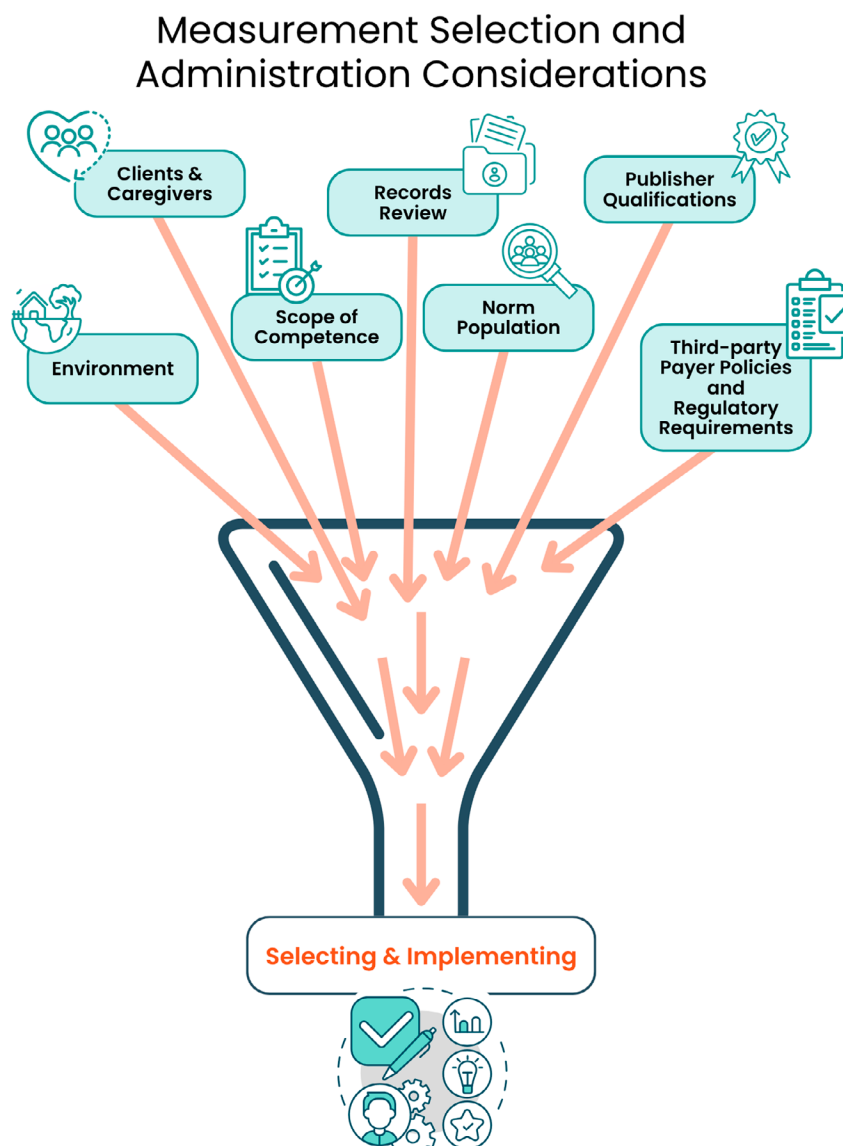 Measurement Selection and
Administration Considerations
Clients &
Caregivers
Records
Review
Publisher
Qualifications
Scope of
Competence
Norm
Population
Environment
Third-party
Payer Policies
and
Regulatory
Requirements
Selecting & Implementing